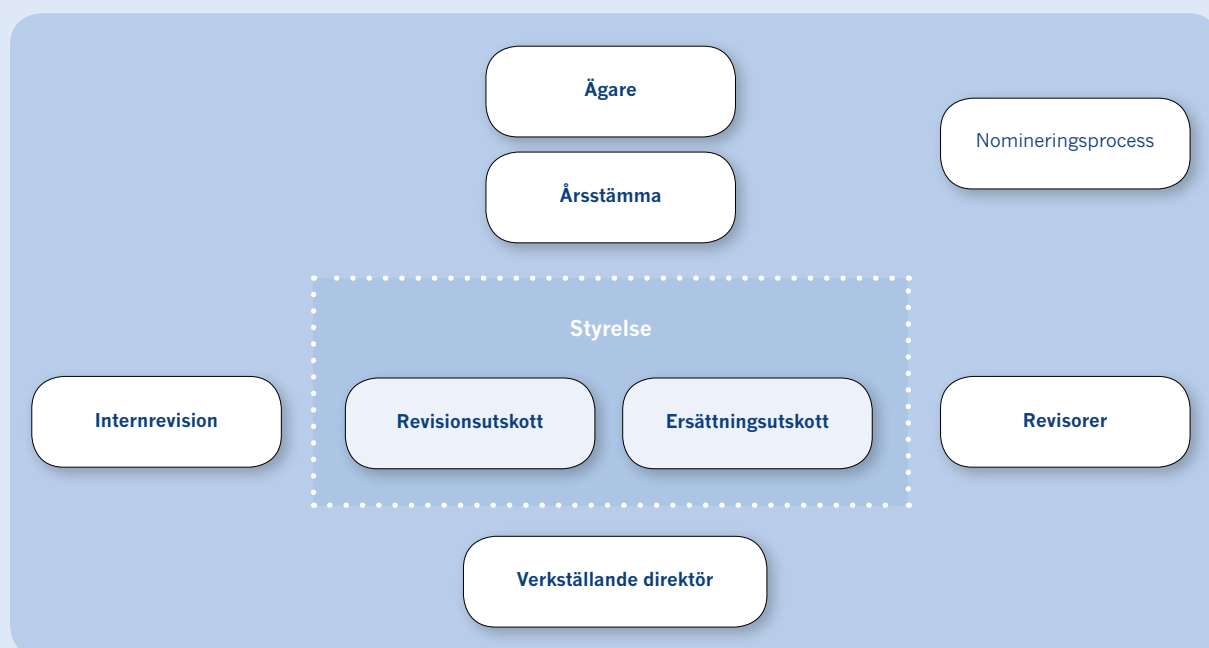 Ägare
Nomineringsprocess
Årsstämma
Styrelse
Internrevision
Revisionsutskott
Ersättningsutskott
Revisorer
Verkställande direktör